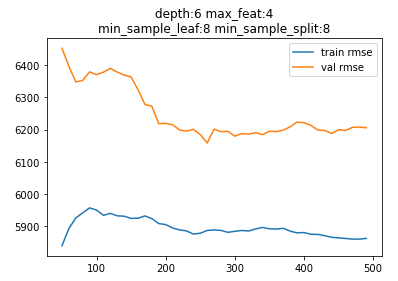 depth:6 max_feat:4
min_sample_leaf:8 min_sample_split:8
train rmse
val rmse
6400
6300
6200
6100
6000
5900
100
200
300
400
500